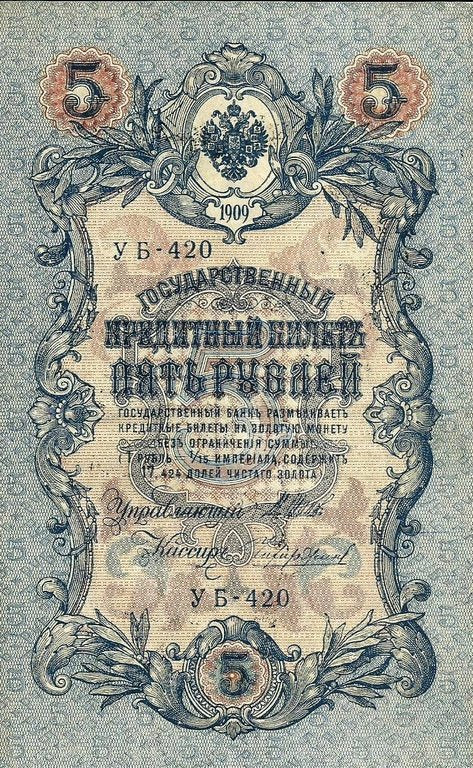 5 5
1909
УБ-420
ГОСУДАРСТВЕННЫЙ
КРЕДИТНЫЙ БИЛЕТЪ
ПЯТЬ РУБЛЕЙ
ГОСУДАРСТВЕННЫЙ БАНКЪ РАЗМѢНИВАЕТЪ
КРЕДИТНЫЕ БИЛЕТЫ НА ЗОЛОТУЮ МОНЕТУ
БЕЗЪ ОГРАНИЧЕНІЯ СУММЫ
(1 РУБЛЬ = 1/15 ИМПЕРІАЛА, СОДЕРЖИТЪ
17,424 ДОЛЕЙ ЧИСТАГО ЗОЛОТА)
Управляющій
Кассиръ
УБ-420
5